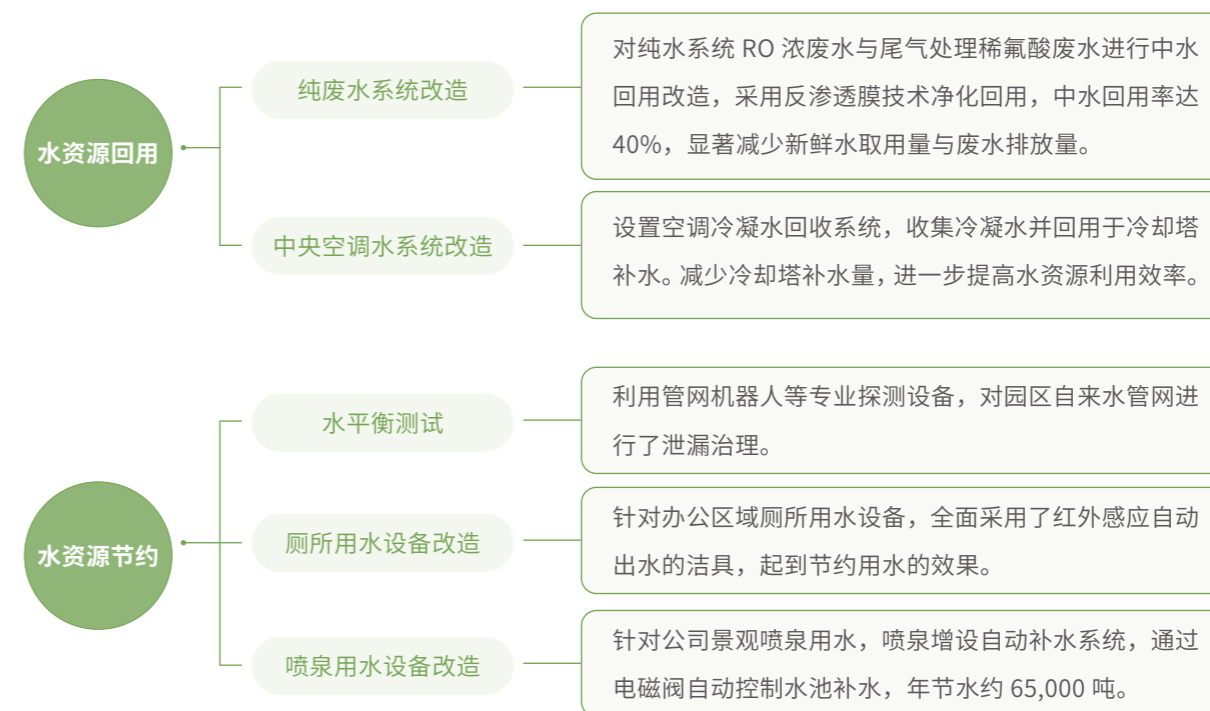 水资源回用
纯废水系统改造
对纯水系统 RO 浓废水与尾气处理稀氟酸废水进行中水
回用改造，采用反渗透膜技术净化回用，中水回用率达
40%，显著减少新鲜水取用量与废水排放量。
中央空调水系统改造
设置空调冷凝水回收系统，收集冷凝水并回用于冷却塔
补水。减少冷却塔补水量，进一步提高水资源利用效率。
水资源节约
水平衡测试
利用管网机器人等专业探测设备，对园区自来水管网进
行了泄漏治理。
厕所用水设备改造
针对办公区域厕所用水设备，全面采用了红外感应自动
出水的洁具，起到节约用水的效果。
喷泉用水设备改造
针对公司景观喷泉用水，喷泉增设自动补水系统，通过
电磁阀自动控制水池补水，年节水约 65,000 吨。